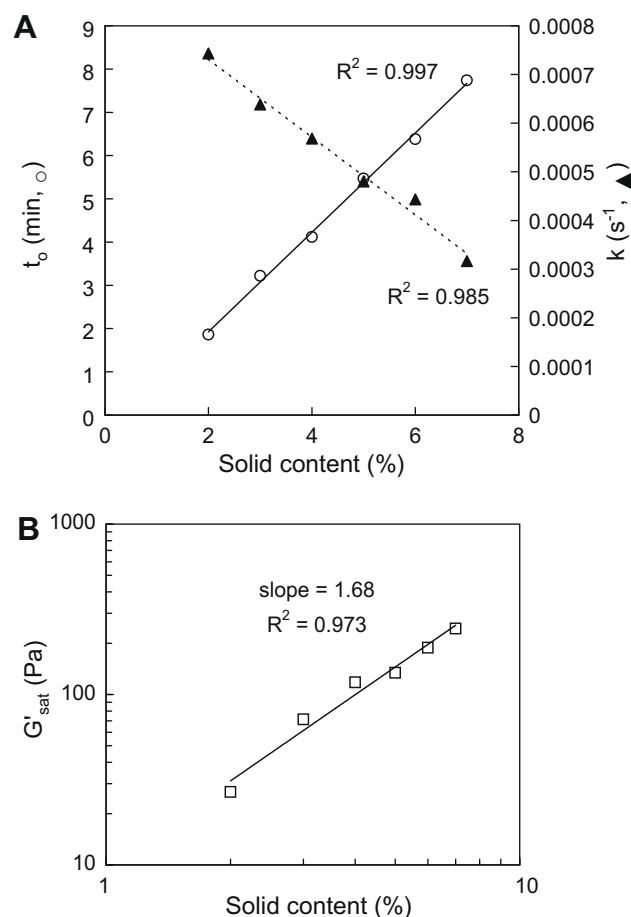 A
9
8
7
6
5
4
3
2
1
0
t₀ (min, ○)
R² = 0.997
R² = 0.985
0.0008
0.0007
0.0006
0.0005
0.0004
0.0003
0.0002
0.0001
0
k (s⁻¹, ▲)
0 2 4 6 8
Solid content (%)
B
1000
100
10
G'sat (Pa)
slope = 1.68
R² = 0.973
1 10
Solid content (%)